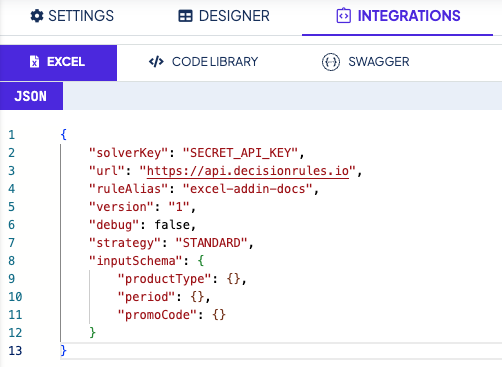 SETTINGS DESIGNER INTEGRATIONS
EXCEL CODE LIBRARY SWAGGER
JSON
1 {
2 "solverKey": "SECRET_API_KEY",
3 "url": "https://api.decisionrules.io",
4 "ruleAlias": "excel-addin-docs",
5 "version": "1",
6 "debug": false,
7 "strategy": "STANDARD",
8 "inputSchema": {
9 "productType": {},
10 "period": {},
11 "promoCode": {}
12 }
13 }